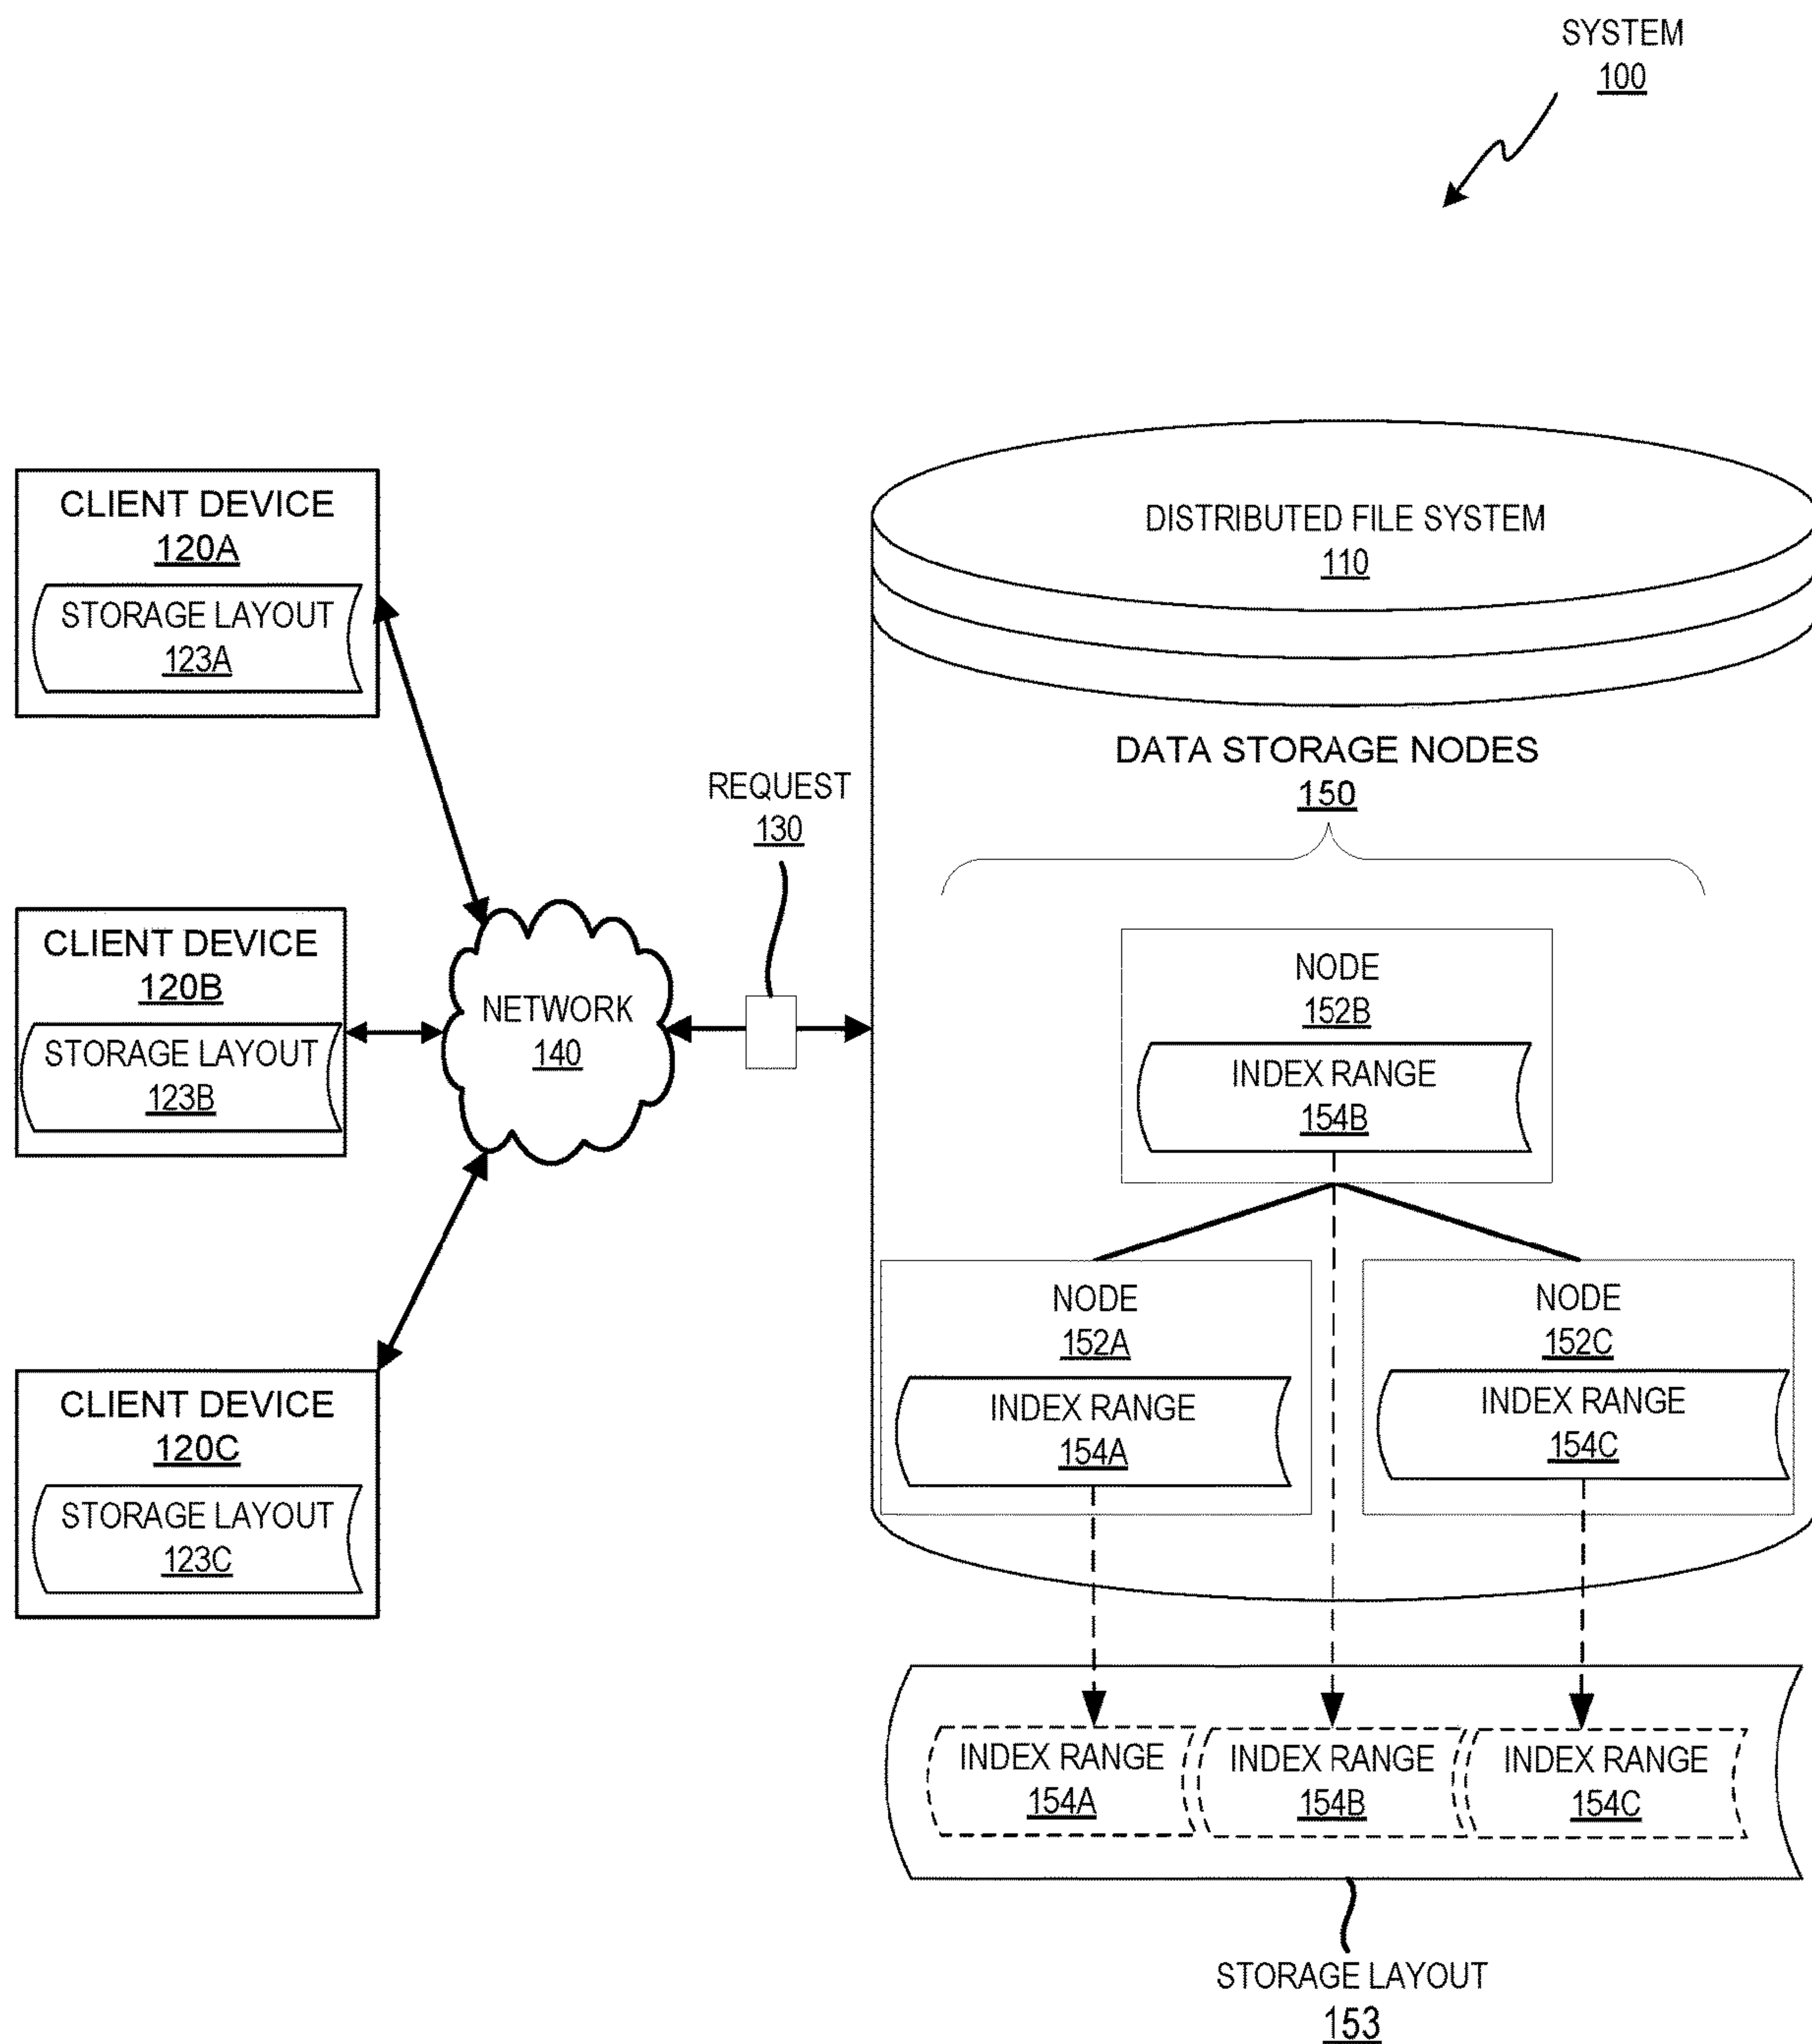 SYSTEM
100
DISTRIBUTED FILE SYSTEM
110
CLIENT DEVICE
120A
STORAGE LAYOUT
123A
CLIENT DEVICE
120B
STORAGE LAYOUT
123B
CLIENT DEVICE
120C
STORAGE LAYOUT
123C
NETWORK
140
REQUEST
130
DATA STORAGE NODES
150
NODE
152B
INDEX RANGE
154B
NODE
152A
INDEX RANGE
154A
NODE
152C
INDEX RANGE
154C
INDEX RANGE
154A
INDEX RANGE
154B
INDEX RANGE
154C
STORAGE LAYOUT
153